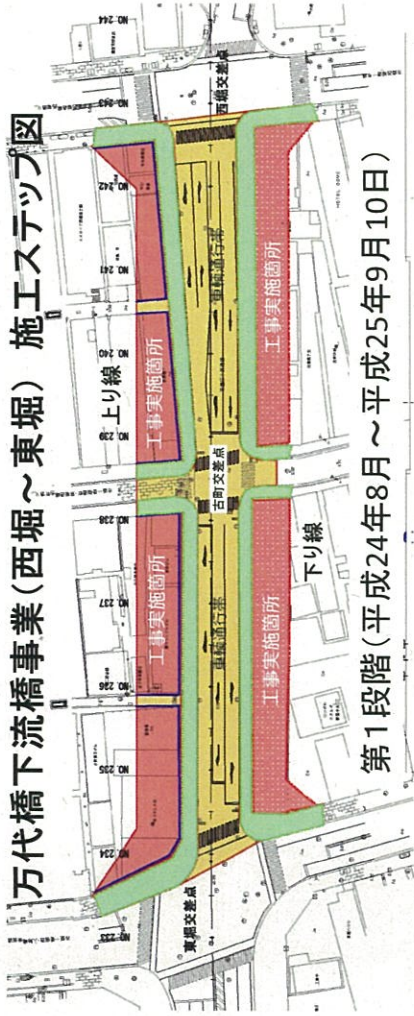 万代橋下流橋事業(西堀~東堀) 施工ステップ図
NO.234
NO.235
NO.236
NO.237
NO.238
NO.239
NO.240
NO.241
NO.242
NO.243
NO.244
上り線
工事実施箇所
工事実施箇所
東堀交差点
車輌通行帯
古町交差点
車輌通行帯
西堀交差点
工事実施箇所
工事実施箇所
下り線
第1段階(平成24年8月~平成25年9月10日)